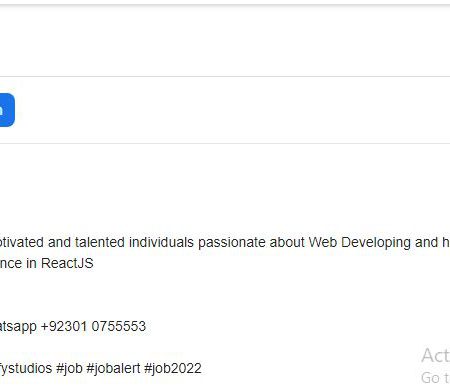 otivated and talented individuals passionate about Web Developing and h
nce in ReactJS
atsapp +92301 0755553
fystudios #job #jobalert #job2022
Act
Go t